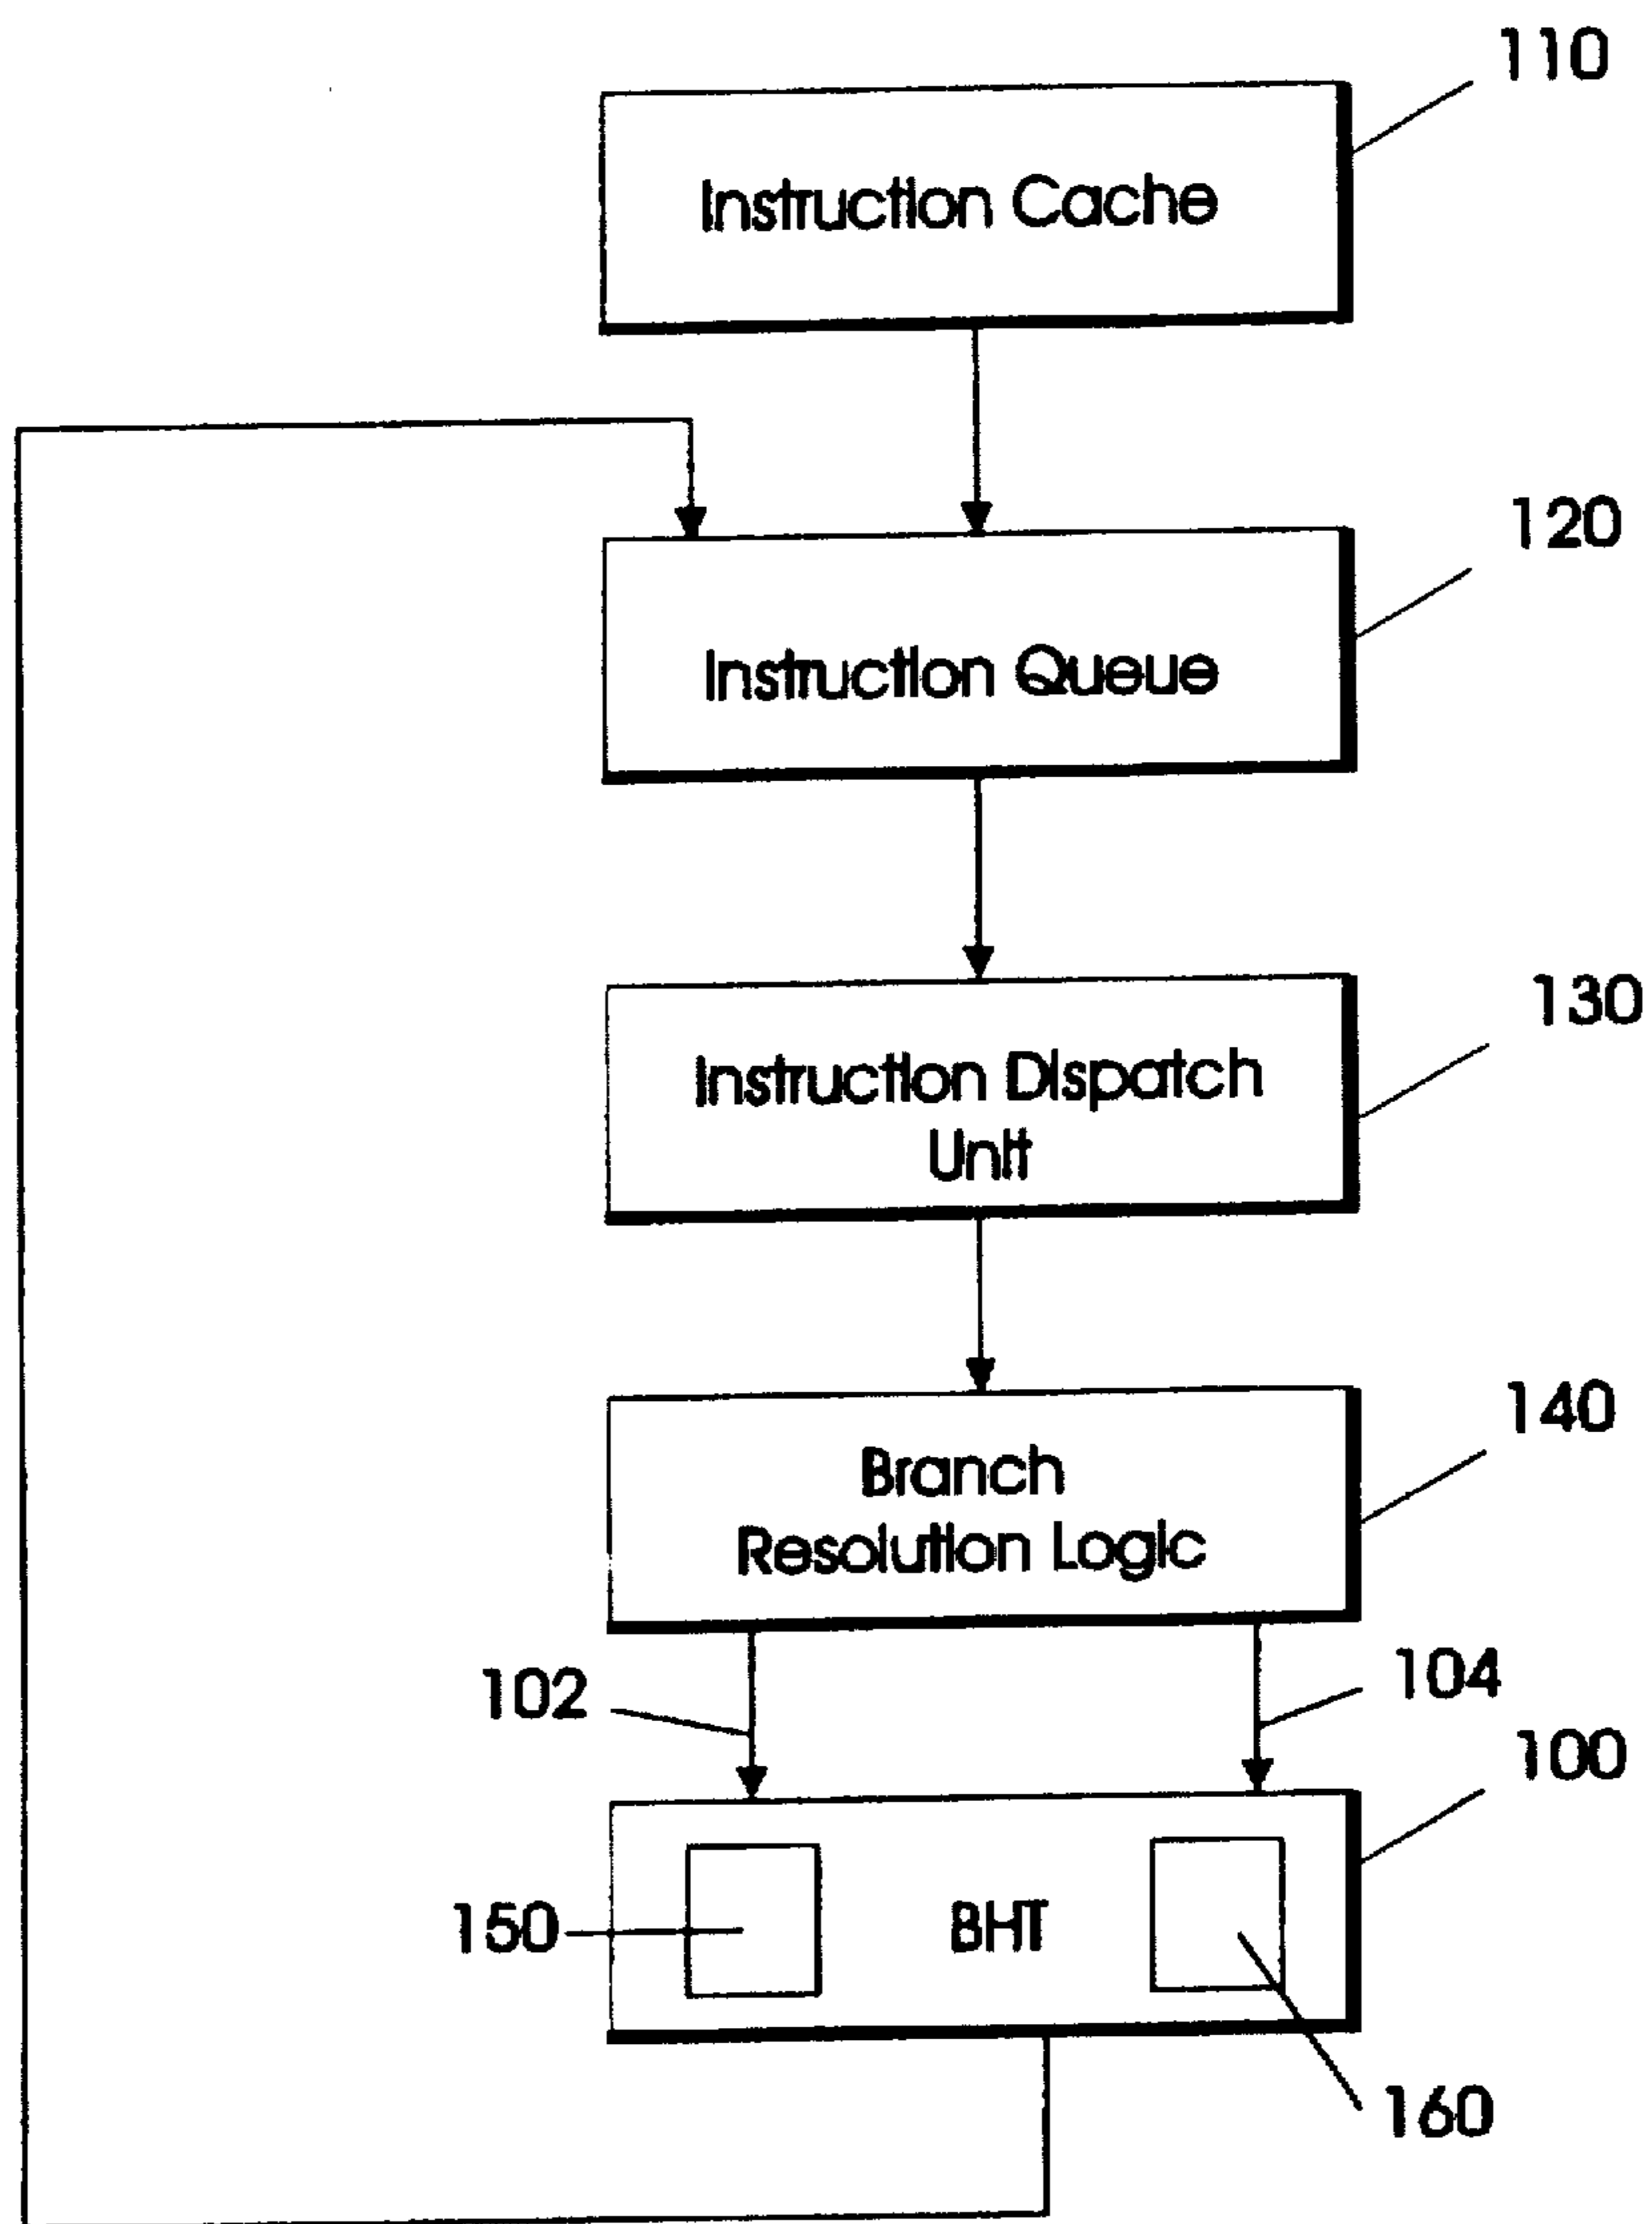 110
Instruction Cache
120
Instruction Queue
130
Instruction Dispatch
Unit
140
Branch
Resolution Logic
102
104
100
150
BHT
160